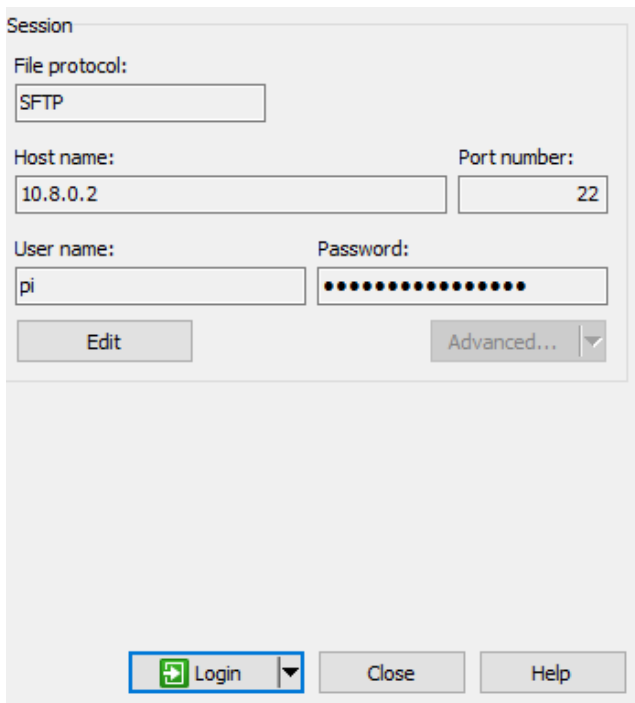 Session
File protocol:
SFTP
Host name: Port number:
10.8.0.2 22
User name: Password:
pi ••••••••••••••••
Edit Advanced...
Login Close Help